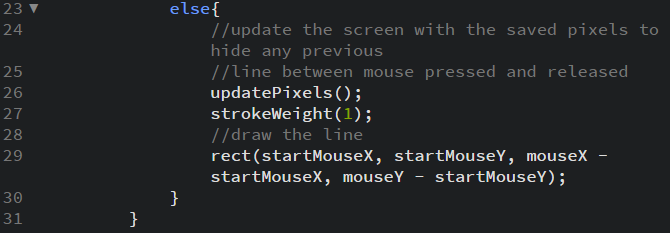 23 ▼ else{
24 //update the screen with the saved pixels to
hide any previous
25 //line between mouse pressed and released
26 updatePixels();
27 strokeWeight(1);
28 //draw the line
29 rect(startMouseX, startMouseY, mouseX -
startMouseX, mouseY - startMouseY);
30 }
31 }